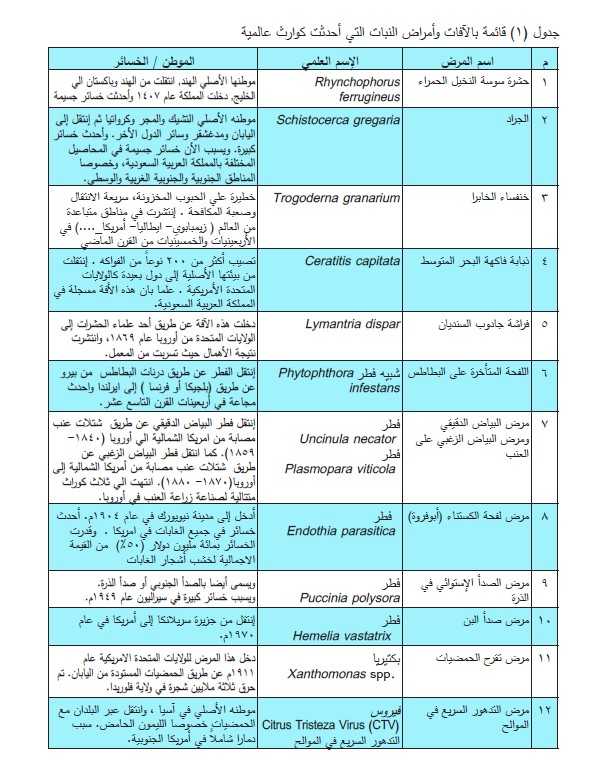 جدول (١) قائمة بالآفات وأمراض النبات التي أحدثت كوارث عالمية
م	اسم المرض	الإسم العلمي	الموطن / الخسائر
١	حشرة سوسة النخيل الحمراء	Rhynchophorus	موطنها الأصلي الهند, انتقلت من الهند وباكستان الي
ferrugineus	الخليج, دخلت المملكة عام ١٤٠٧ وأحدثت خسائر جسيمة
٢	الجراد	Schistocerca gregaria	موطنه الأصلي التشيك والمجر وكرواتيا ثم إنتقل إلى
اليابان ومدغشقر وسائر الدول الأخر. وأحدث خسائر
كبيرة. ويسبب الأن خسائر جسيمة في المحاصيل
المختلفة بالمملكة العربية السعودية، وخصوصا
المناطق الجنوبية والجنوبية الغربية والوسطي.
٣	خنفساء الخابرا	Trogoderna granarium	خطيرة علي الحبوب المخزونة، سريعة الانتقال
وصعبة المكافحة . إنتشرت في مناطق متباعدة
من العالم ( زيمبابوي– ايطاليا– أمريكا_....) في
الأربعينيات والخمسينيات من القرن الماضي
٤	ذبابة فاكهة البحر المتوسط	Ceratitis capitata	تصيب أكثر من ٢٠٠ نوعاً من الفواكه . إنتقلت
من بيئتها الأصلية إلى دول بعيدة كالولايات
المتحدة الأمريكية . علما بان هذه الأفة مسجلة في
المملكة العربية السعودية.
٥	فراشة جادوب السنديان	Lymantria dispar	دخلت هذه الآفة عن طريق أحد علماء الحشرات إلى
الولايات المتحدة من أوروبا عام ١٨٦٩، وانتشرت
نتيجة الأهمال حيث تسربت من المعمل.
٦	اللفحة المتأخرة على البطاطس	شبيه فطر Phytophthora	إنتقل الفطر عن طريق درنات البطاطس من بيرو
infestans	عن طريق (بلجيكا أو فرنسا ) إلى ايرلندا واحدث
مجاعة في أربعينات القرن التاسع عشر.
٧	مرض البياض الدقيقي	فطر	إنتقل فطر البياض الدقيقي عن طريق شتلات عنب
ومرض البياض الزغبي على	Uncinula necator	مصابة من امريكا الشمالية الي أوروبا (١٨٤٠–
العنب	فطر	١٨٥٩). كما انتقل فطر البياض الزغبي عن
Plasmopara viticola	طريق شتلات عنب مصابة من أمريكا الشمالية إلى
أوروبا(١٨٧٠– ١٨٨٠). انتهت الي ثلاث كوراث
متتالية لصناعة زراعة العنب في أوروبا.
٨	مرض لفحة الكستناء (أبوفروة)	فطر	أدخل إلى مدينة نيويورك في عام ١٩٠٤م. أحدث
Endothia parasitica	خسائر في جميع الغابات في امريكا . وقدرت
الخسائر بمائة مليون دولار (٥٠٪) من القيمة
الاجمالية لخشب أشجار الغابات
٩	مرض الصدأ الإستوائي في	فطر	ويسمى أيضا بالصدأ الجنوبي أو صدأ الذرة.
الذرة	Puccinia polysora	ويسبب خسائر كبيرة في سيراليون عام ١٩٤٩م.
١٠	مرض صدأ البن	فطر	إنتقل من جزيرة سريلانكا إلى أمريكا في عام
Hemelia vastatrix	١٩٧٠م.
١١	مرض تقرح الحمضيات	بكتيريا	دخل هذا المرض للولايات المتحدة الامريكية عام
Xanthomonas spp.	١٩١١م عن طريق الحمضيات المستودة من اليابان. تم
حرق ثلاثة ملايين شجرة في ولاية فلوريدا.
١٢	مرض التدهور السريع في	فيروس	موطنه الأصلي في آسيا ، وانتقل عبر البلدان مع
الموالح	Citrus Tristeza Virus (CTV)	الحمضيات خصوصا الليمون الحامض. سبب
التدهور السريع في الموالح	دمارا شاملاً في أمريكا الجنوبية.